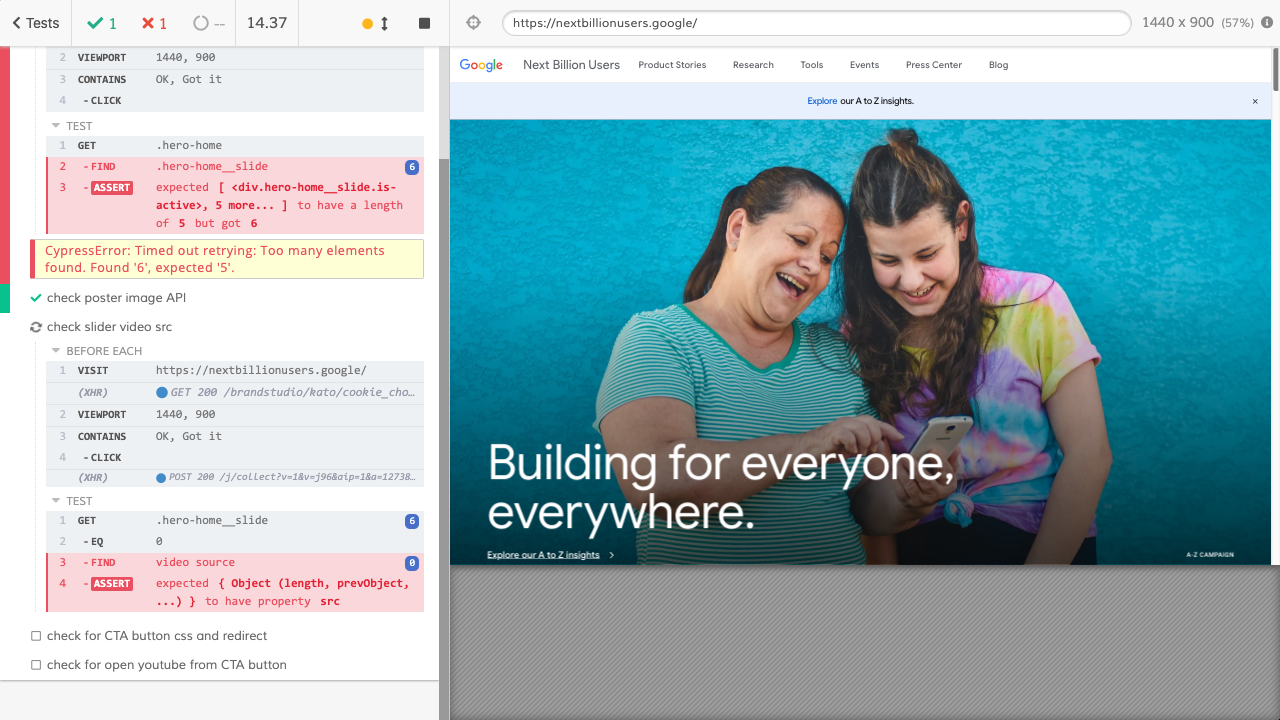 Tests
1
1
--
14.37
https://nextbillionusers.google/
1440 x 900 (57%)
2 VIEWPORT 1440, 900
3 CONTAINS OK, Got it
4 - CLICK
TEST
1 GET .hero-home
2 - FIND .hero-home__slide 6
3 - ASSERT expected [ <div.hero-home__slide.is-
active>, 5 more... ] to have a length
of 5 but got 6
CypressError: Timed out retrying: Too many elements
found. Found '6', expected '5'.
check poster image API
check slider video src
BEFORE EACH
1 VISIT https://nextbillionusers.google/
(XHR) GET 200 /brandstudio/kato/cookie_cho…
2 VIEWPORT 1440, 900
3 CONTAINS OK, Got it
4 - CLICK
(XHR) POST 200 /j/collect?v=1&v=j96&aip=1&a=12738…
TEST
1 GET .hero-home__slide 6
2 - EQ 0
3 - FIND video source 0
4 - ASSERT expected { Object (length, prevObject,
...) } to have property src
check for CTA button css and redirect
check for open youtube from CTA button
Google Next Billion Users Product Stories Research Tools Events Press Center Blog
Explore our A to Z insights. ×
Building for everyone,
everywhere.
Explore our A to Z insights
A-Z CAMPAIGN